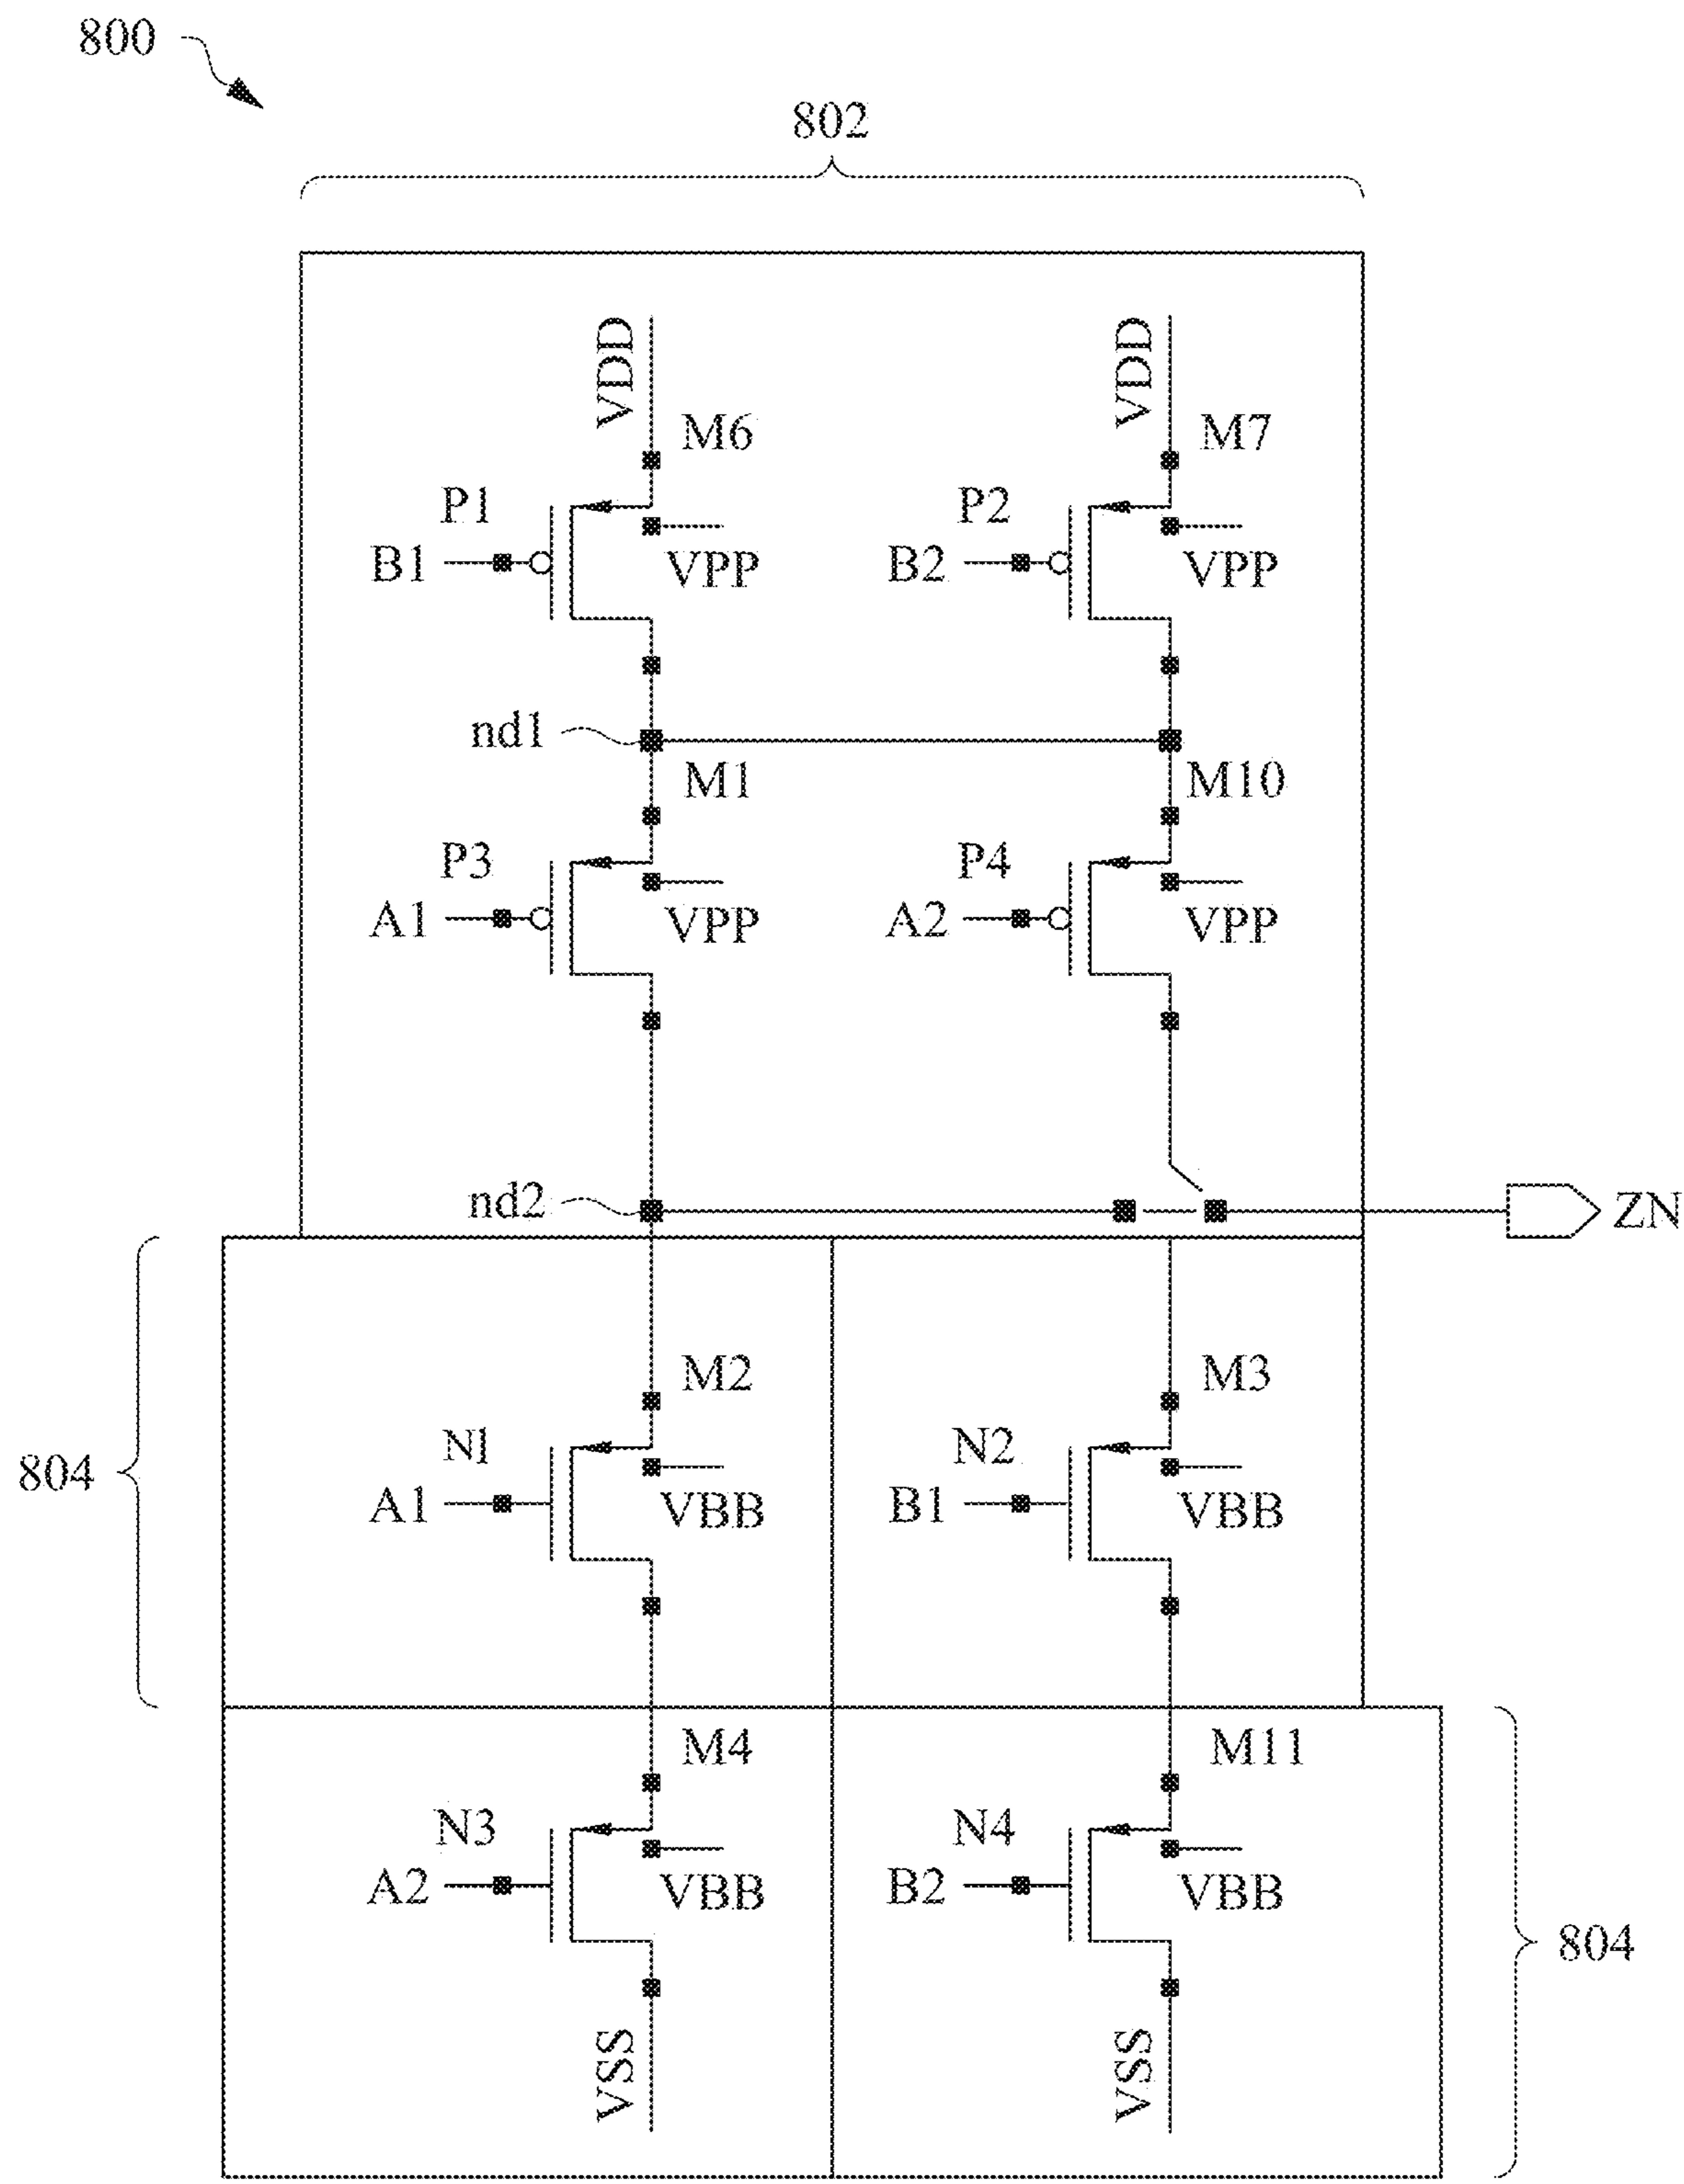 800
802
VDD VDD
M6 M7
P1 P2
B1 VPP B2 VPP
nd1
M1 M10
P3 P4
A1 VPP A2 VPP
nd2 ZN
M2 M3
N1 N2
804 A1 VBB B1 VBB
M4 M11
N3 N4
A2 VBB B2 VBB
804
VSS VSS